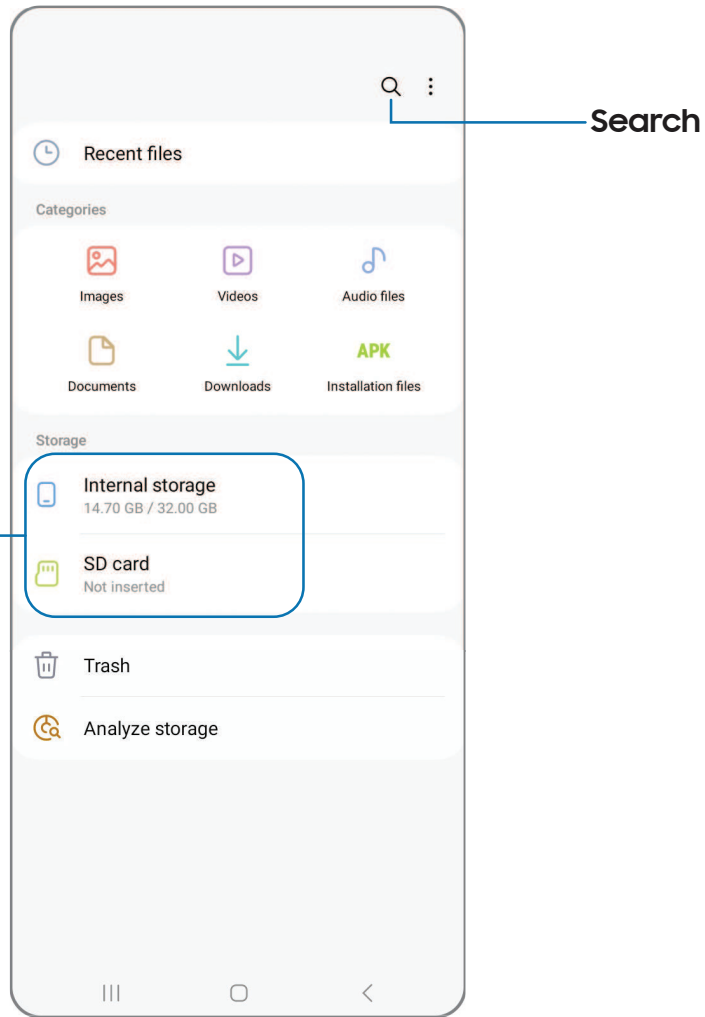 Search
Recent files
Categories
Images Videos Audio files
APK
Documents Downloads Installation files
Storage
Internal storage
14.70 GB / 32.00 GB
SD card
Not inserted
Trash
Analyze storage